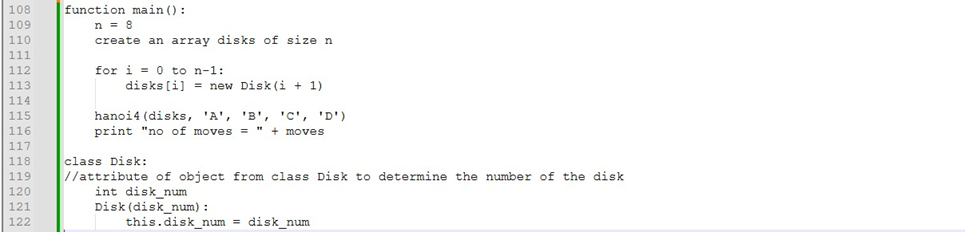 108 function main():
109     n = 8
110     create an array disks of size n
111
112     for i = 0 to n-1:
113         disks[i] = new Disk(i + 1)
114
115     hanoi4(disks, 'A', 'B', 'C', 'D')
116     print "no of moves = " + moves
117
118 class Disk:
119 //attribute of object from class Disk to determine the number of the disk
120     int disk_num
121     Disk(disk_num):
122         this.disk_num = disk_num